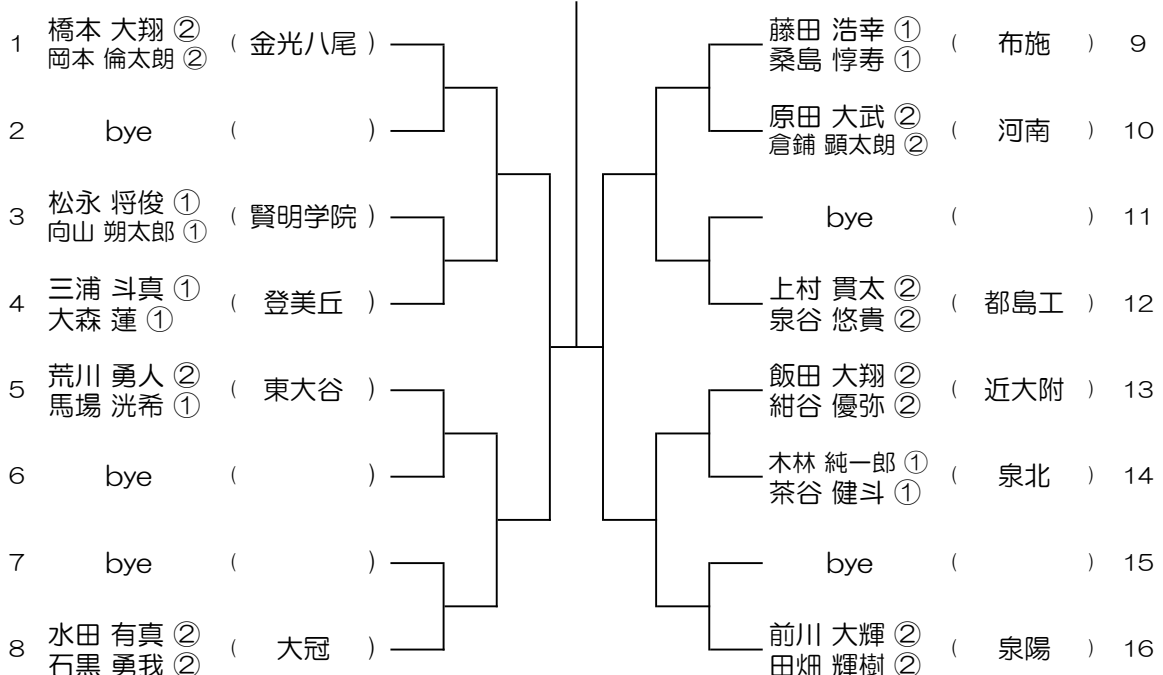 1 橋本 大翔 ② ( 金光八尾 )
岡本 倫太朗 ②
2 bye ( )
3 松永 将俊 ① ( 賢明学院 )
向山 朔太郎 ①
4 三浦 斗真 ① ( 登美丘 )
大森 蓮 ①
5 荒川 勇人 ② ( 東大谷 )
馬場 洸希 ①
6 bye ( )
7 bye ( )
8 水田 有真 ② ( 大冠 )
石黒 勇我 ②
藤田 浩幸 ① ( 布施 ) 9
桑島 惇寿 ①
原田 大武 ② ( 河南 ) 10
倉鋪 顕太朗 ②
bye ( ) 11
上村 貫太 ② ( 都島工 ) 12
泉谷 悠貴 ②
飯田 大翔 ② ( 近大附 ) 13
紺谷 優弥 ②
木林 純一郎 ① ( 泉北 ) 14
茶谷 健斗 ①
bye ( ) 15
前川 大輝 ② ( 泉陽 ) 16
田畑 輝樹 ②